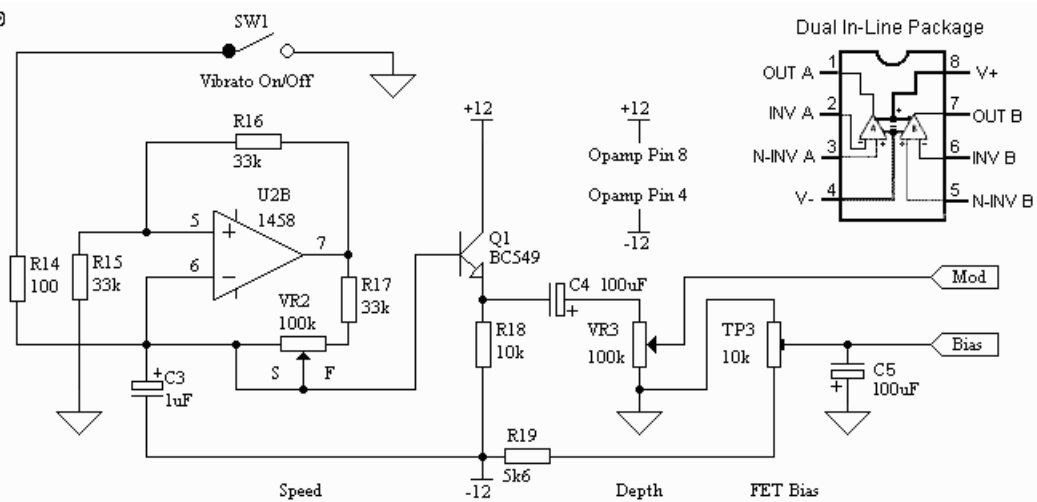 SW1
Vibrato On/Off
R16
33k
U2B
1458
5
6
7
+
−
R14
100
R15
33k
R17
33k
VR2
100k
S
F
+
C3
1uF
+12
Q1
BC549
R18
10k
C4
100uF
+
VR3
100k
TP3
10k
Mod
Bias
C5
100uF
+
R19
5k6
-12
Speed
Depth
FET Bias
+12
Opamp Pin 8
Opamp Pin 4
-12
Dual In-Line Package
OUT A
1
INV A
2
N-INV A
3
V-
4
8
V+
7
OUT B
6
INV B
5
N-INV B
A
B